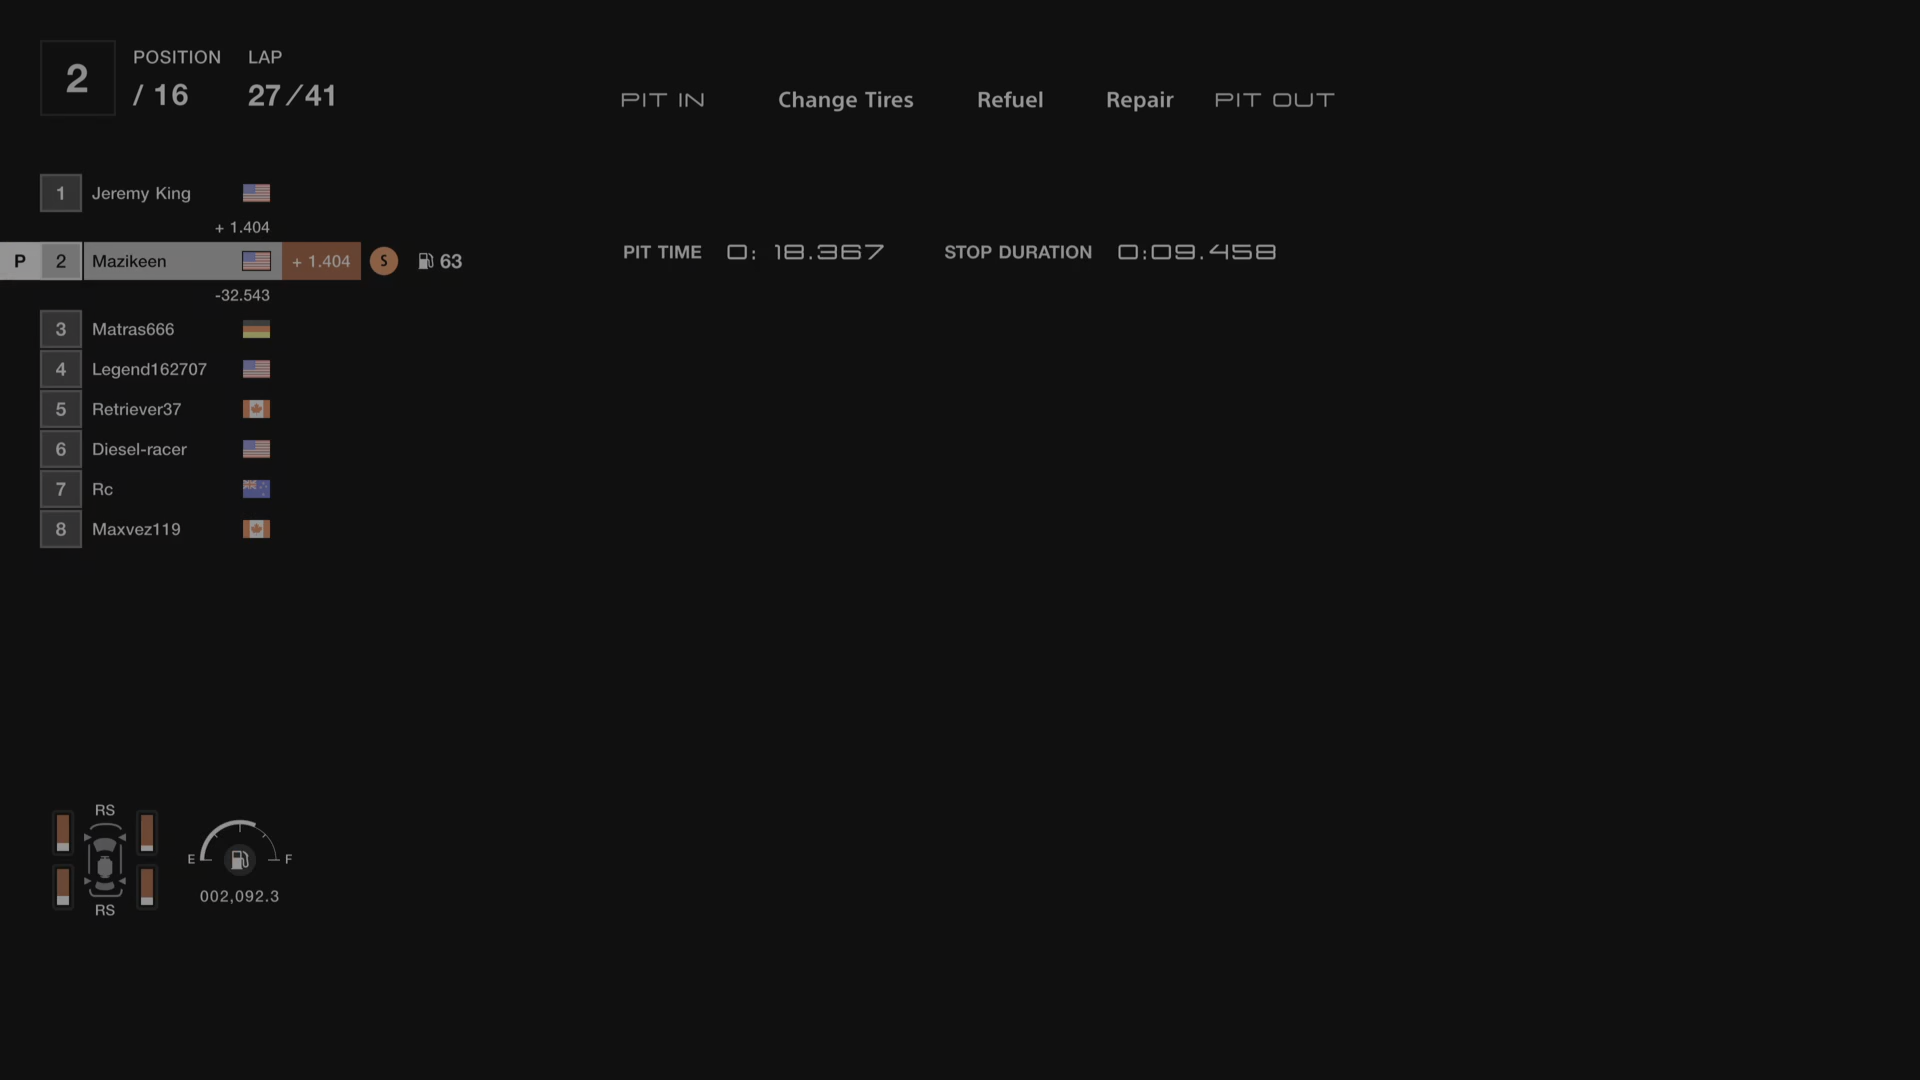 2
POSITION
/ 16
LAP
27/41
PIT IN
Change Tires
Refuel
Repair
PIT OUT
1 Jeremy King
+ 1.404
P 2 Mazikeen + 1.404 S 63
-32.543
3 Matras666
4 Legend162707
5 Retriever37
6 Diesel-racer
7 Rc
8 Maxvez119
PIT TIME 0: 18.367
STOP DURATION 0:09.458
RS
RS
E F
002,092.3